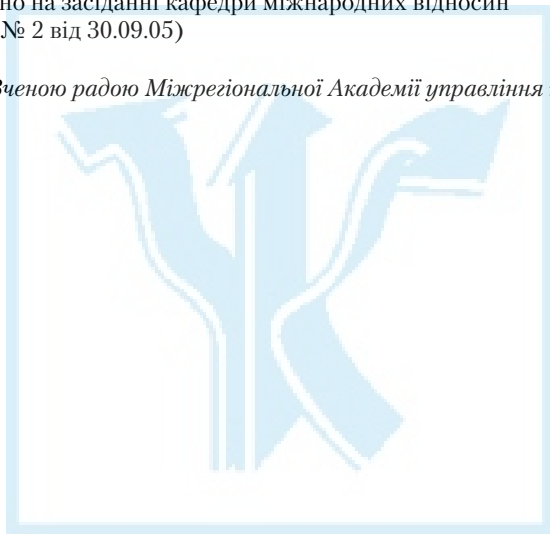 но на засіданні кафедри міжнародних відносин
№ 2 від 30.09.05)
Вченою радою Міжрегіональної Академії управління